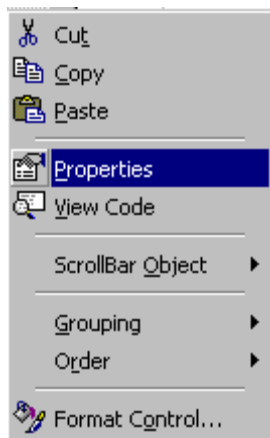 Cut
Copy
Paste
Properties
View Code
ScrollBar Object
Grouping
Order
Format Control...